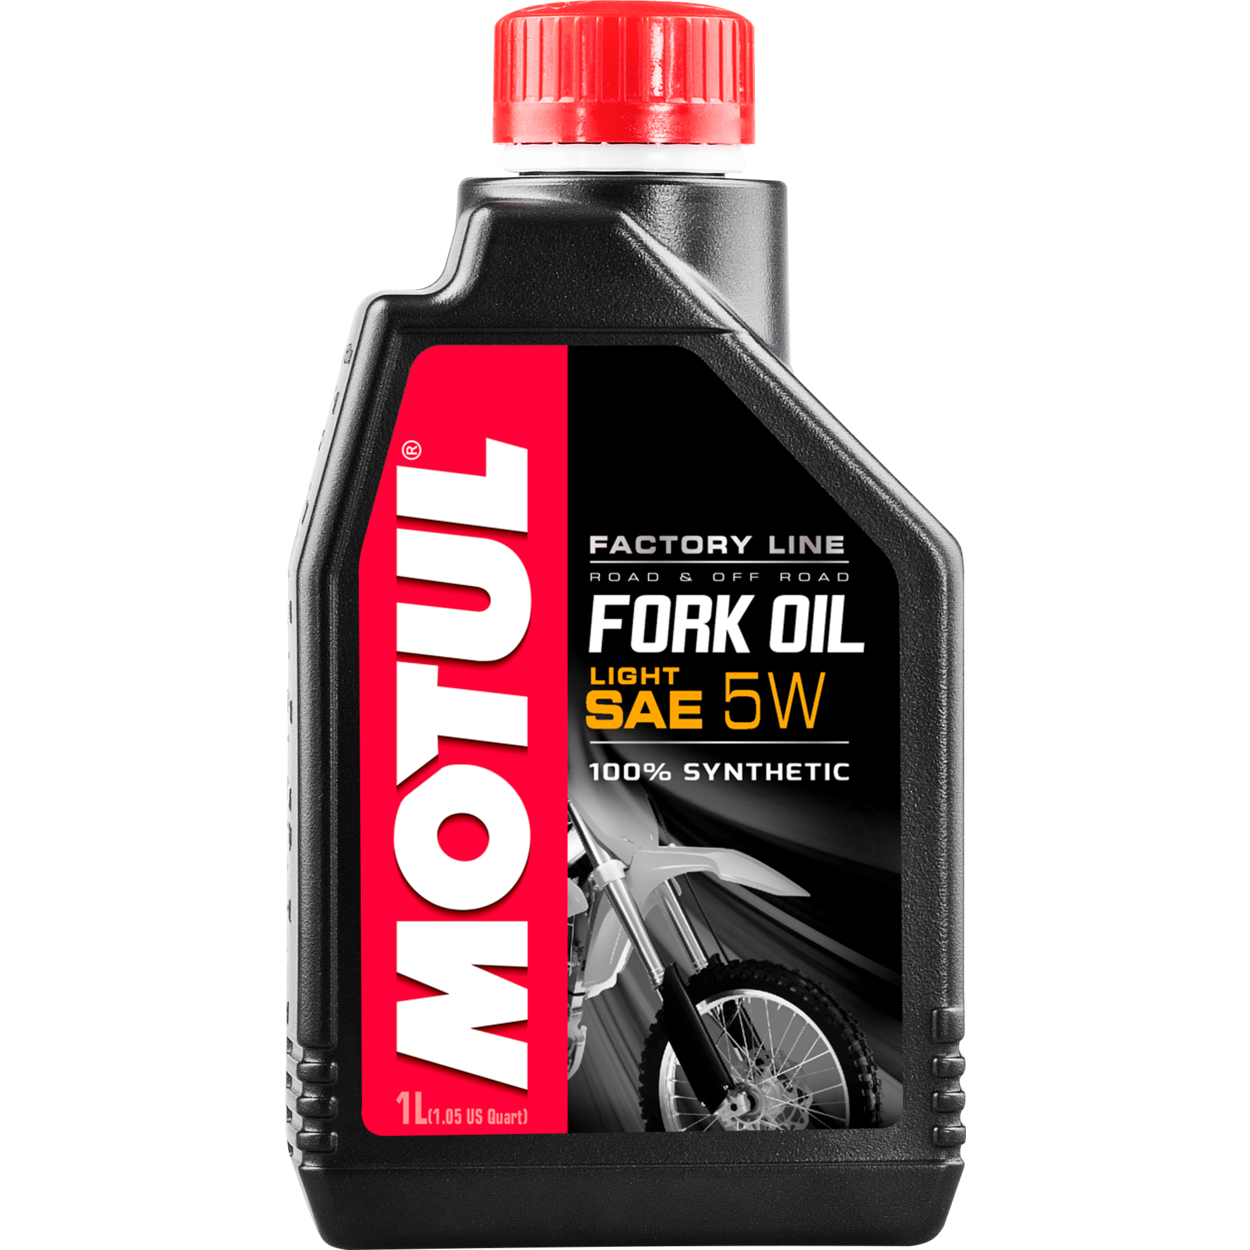 MOTUL®
FACTORY LINE
ROAD & OFF ROAD
FORK OIL
LIGHT
SAE 5W
100% SYNTHETIC
1L(1.05 US Quart)